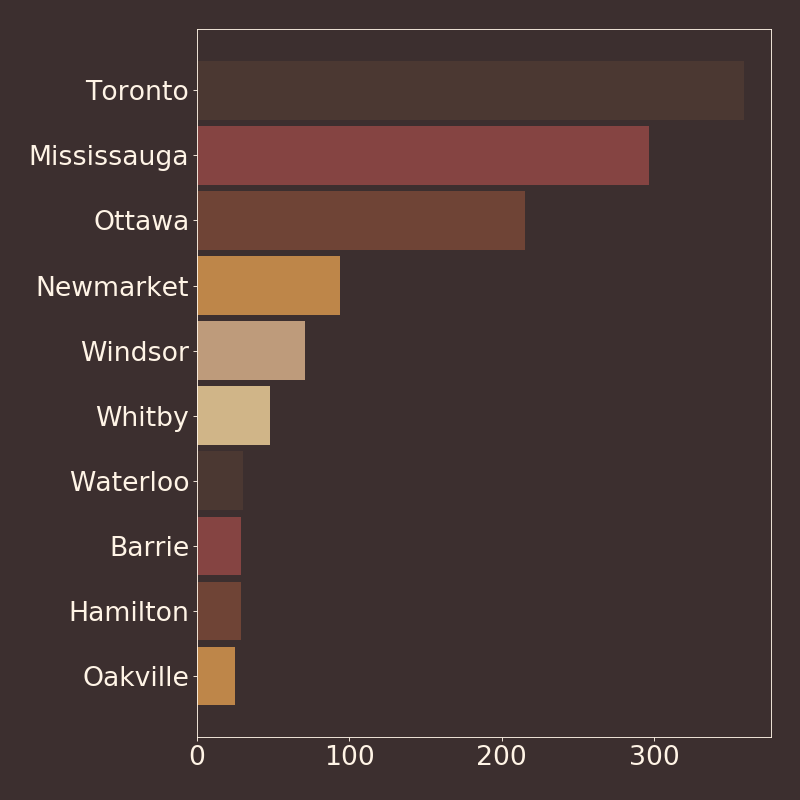 Toronto
Mississauga
Ottawa
Newmarket
Windsor
Whitby
Waterloo
Barrie
Hamilton
Oakville
0 100 200 300